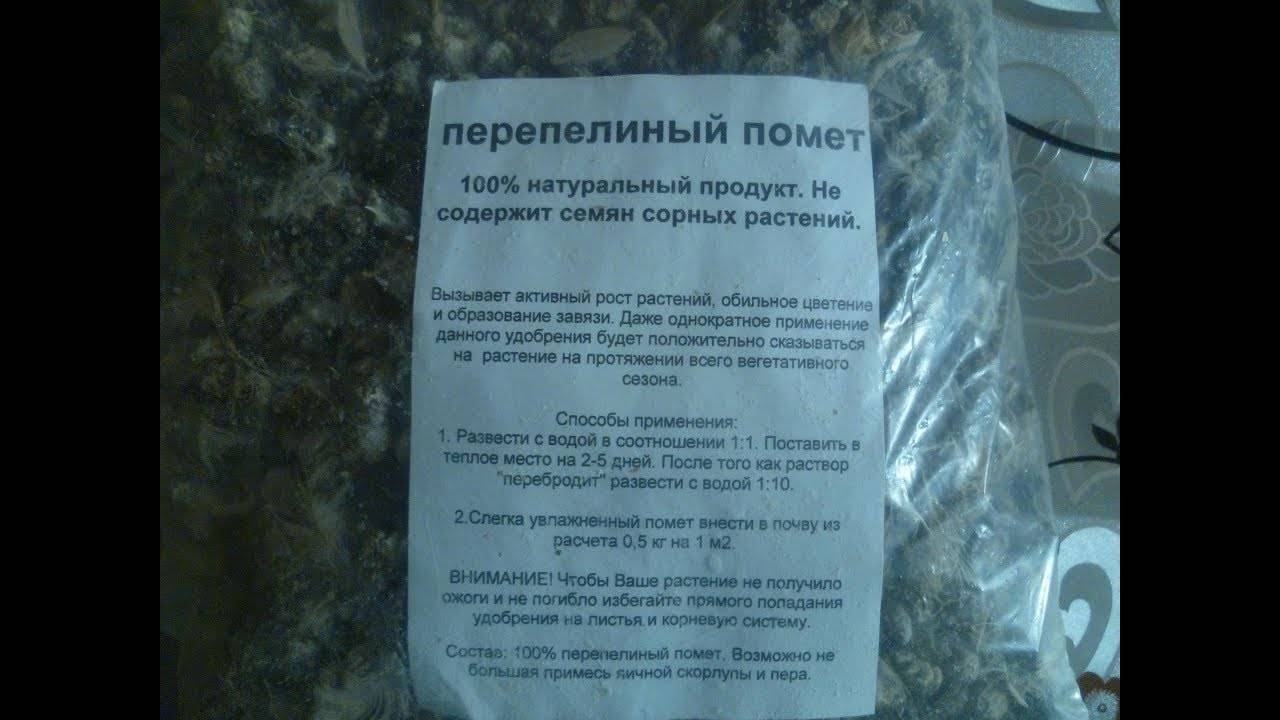 перепелиный помет
100% натуральный продукт. Не
содержит семян сорных растений.
Вызывает активный рост растений, обильное цветение
и образование завязи. Даже однократное применение
данного удобрения будет положительно сказываться
на растение на протяжении всего вегетативного
сезона.
Способы применения:
1. Развести с водой в соотношении 1:1. Поставить в
теплое место на 2-5 дней. После того как раствор
"перебродит" развести с водой 1:10.
2.Слегка увлажненный помет внести в почву из
расчета 0,5 кг на 1 м2.
ВНИМАНИЕ! Чтобы Ваше растение не получило
ожоги и не погибло избегайте прямого попадания
удобрения на листья и корневую систему.
Состав: 100% перепелиный помет. Возможно не
большая примесь яичной скорлупы и пера.